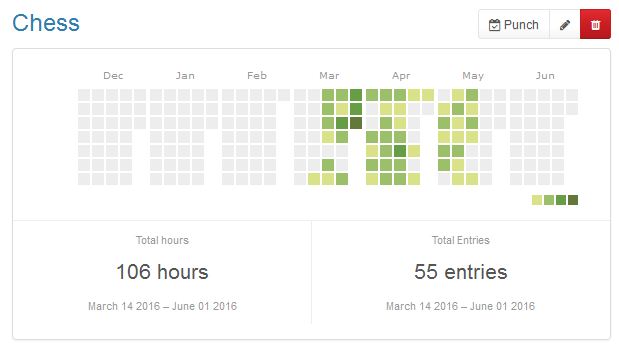 Chess
Punch
Dec Jan Feb Mar Apr May Jun
Total hours
106 hours
March 14 2016 – June 01 2016
Total Entries
55 entries
March 14 2016 – June 01 2016